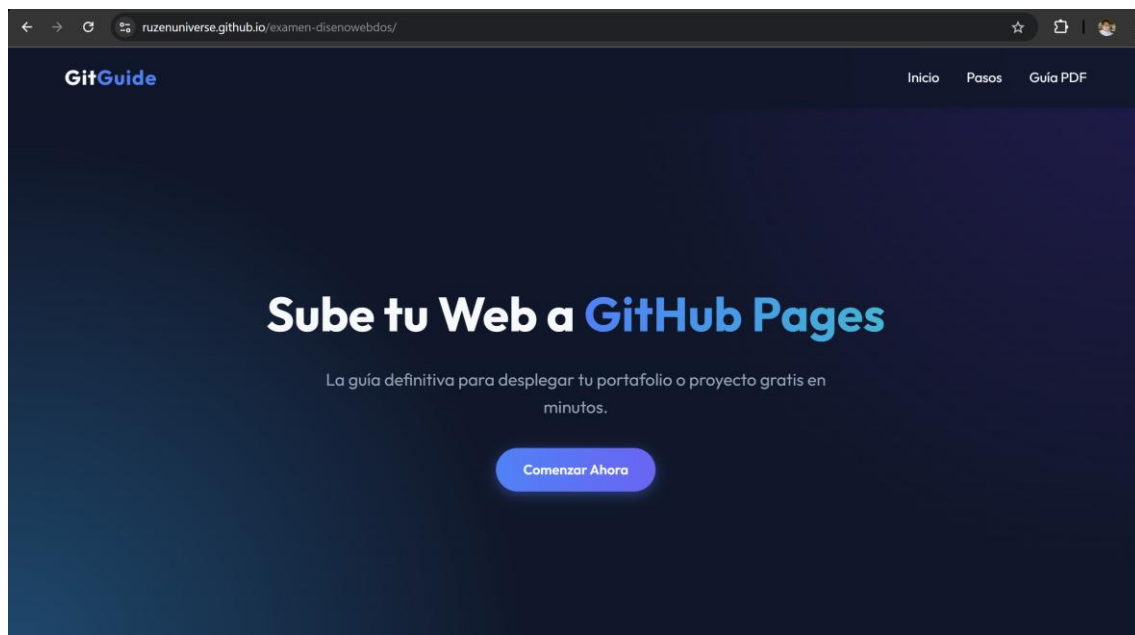 ruzenuniverse.github.io/examen-disenowebdos/
GitGuide
Inicio Pasos Guía PDF
Sube tu Web a GitHub Pages
La guía definitiva para desplegar tu portafolio o proyecto gratis en
minutos.
Comenzar Ahora